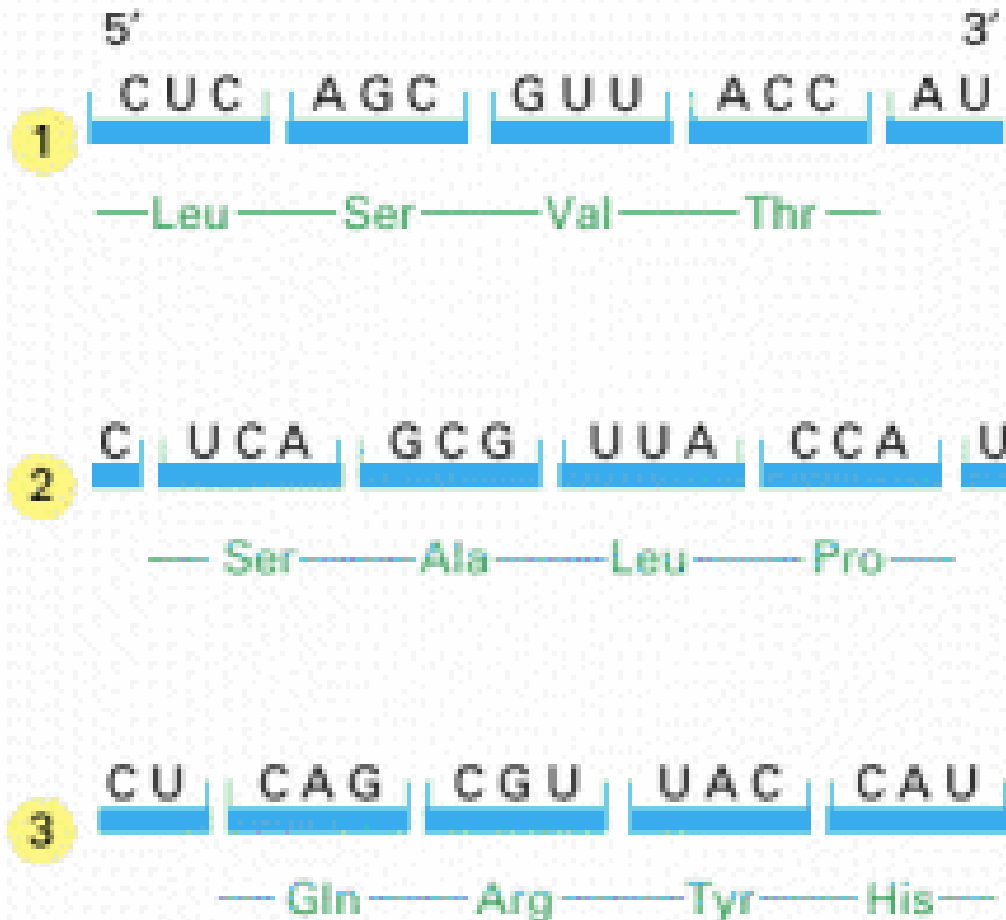 5′ 3′
1 CUC AGC GUU ACC AU
Leu Ser Val Thr
2 C UCA GCG UUA CCA U
Ser Ala Leu Pro
3 CU CAG CGU UAC CAU
Gln Arg Tyr His